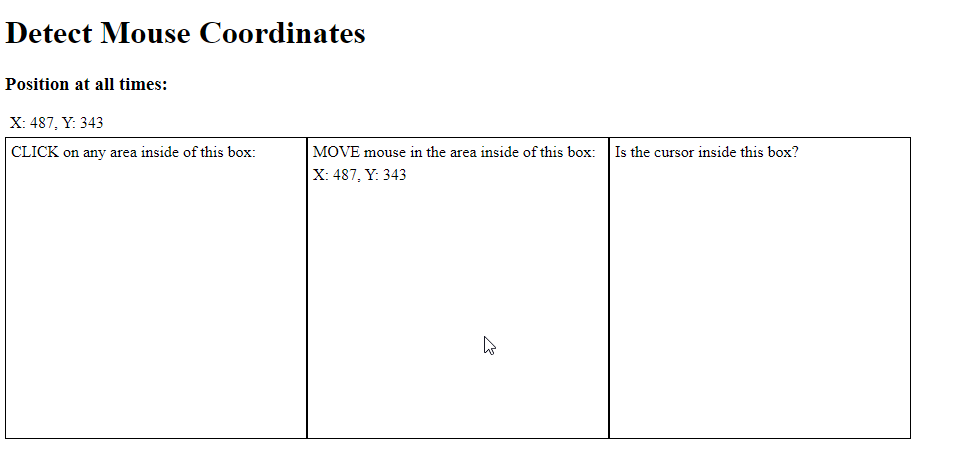 Detect Mouse Coordinates
Position at all times:
X: 487, Y: 343
CLICK on any area inside of this box:
MOVE mouse in the area inside of this box:
X: 487, Y: 343
Is the cursor inside this box?